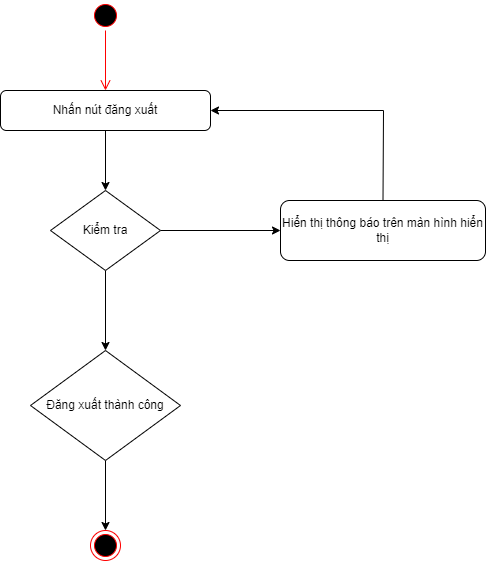 Nhấn nút đăng xuất
Kiểm tra
Hiển thị thông báo trên màn hình hiển
thị
Đăng xuất thành công